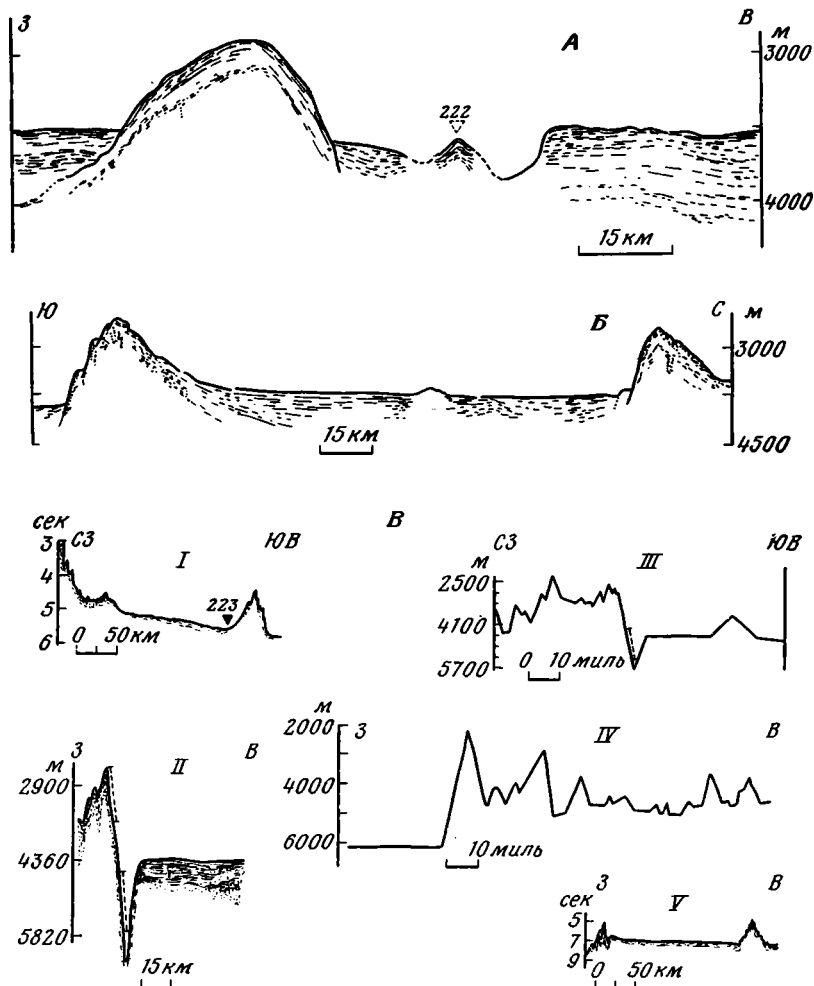 З А В
м
3000
222
4000
15 км
Ю Б С
м
3000
15 км
4500
В
сек
3 СЗ I ЮВ
4
5 223
6 0 50 км
СЗ III ЮВ
м
2500
4100
5700 0 10 миль
З II В
м
2900
4360
5820
15 км
м
2000 З IV В
4000
6000
10 миль
З V В
сек
5
7
9
0 50 км